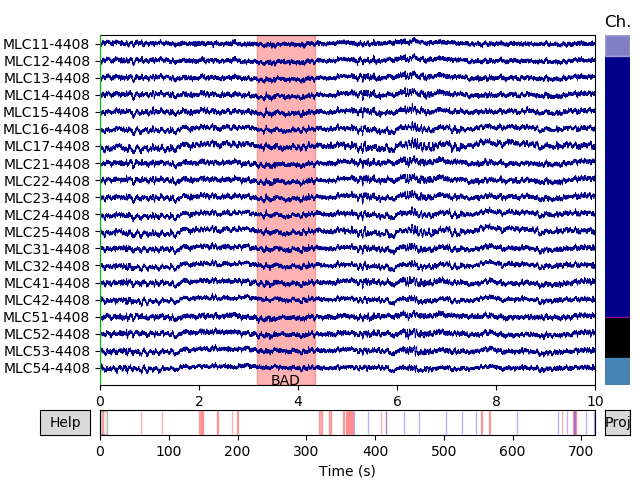 Ch.
MLC11-4408
MLC12-4408
MLC13-4408
MLC14-4408
MLC15-4408
MLC16-4408
MLC17-4408
MLC21-4408
MLC22-4408
MLC23-4408
MLC24-4408
MLC25-4408
MLC31-4408
MLC32-4408
MLC41-4408
MLC42-4408
MLC51-4408
MLC52-4408
MLC53-4408
MLC54-4408
BAD
0 2 4 6 8 10
Help Proj
0 100 200 300 400 500 600 700
Time (s)